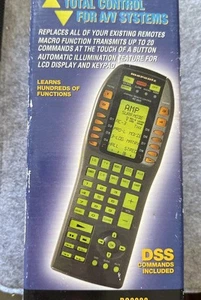 TOTAL CONTROL
FOR A/V SYSTEMS
REPLACES ALL OF YOUR EXISTING REMOTES
MACRO FUNCTION TRANSMITS UP TO 20
COMMANDS AT THE TOUCH OF A BUTTON
AUTOMATIC ILLUMINATION FEATURE FOR
LCD DISPLAY AND KEYPAD
LEARNS
HUNDREDS OF
FUNCTIONS
AMP
DSS
COMMANDS
INCLUDED